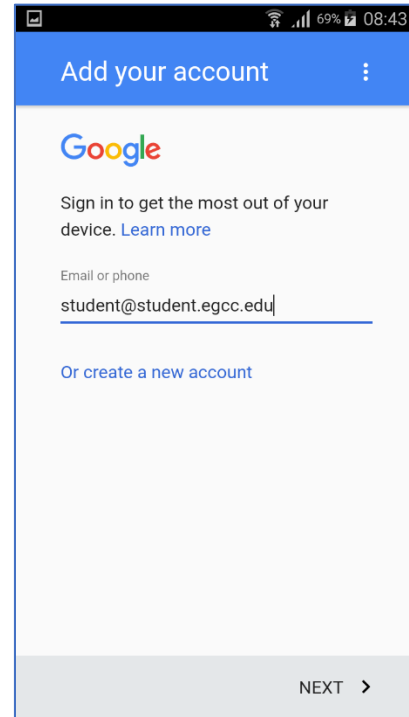 69% 08:43
Add your account
Google
Sign in to get the most out of your
device. Learn more
Email or phone
student@student.egcc.edu
Or create a new account
NEXT